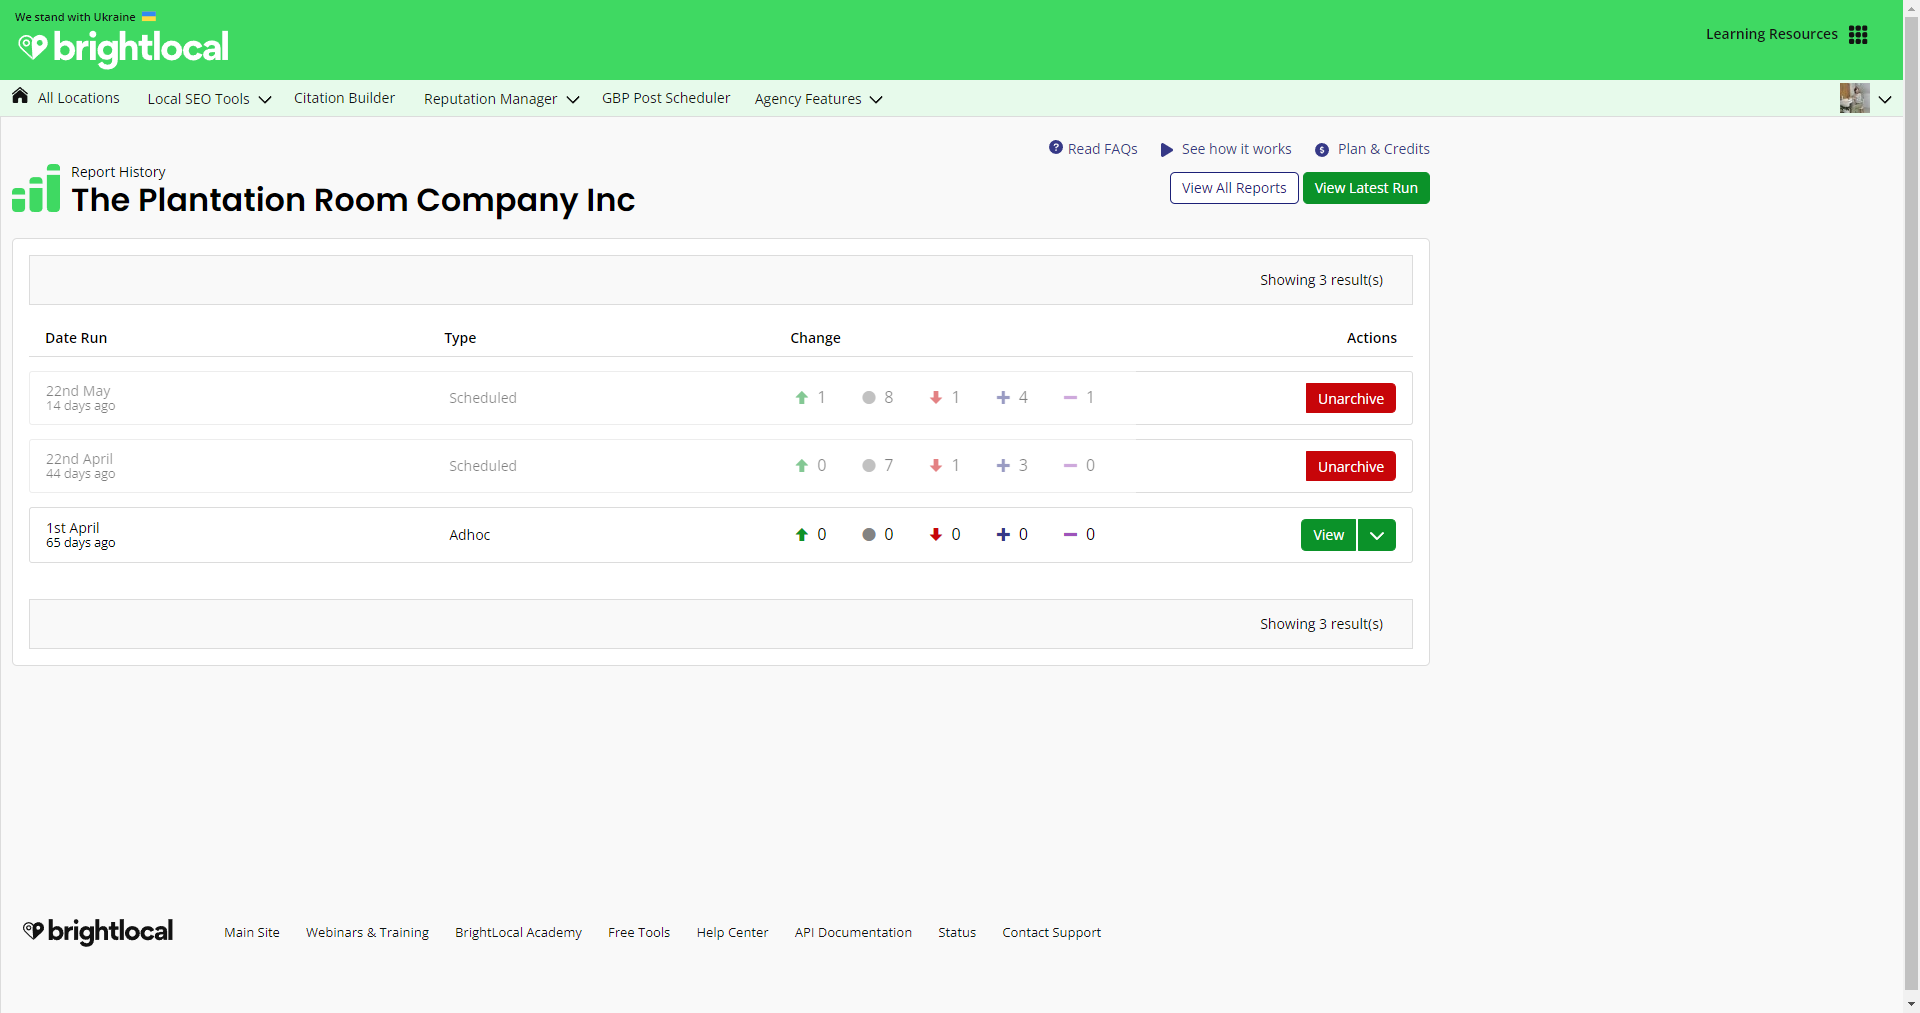 We stand with Ukraine
brightlocal
Learning Resources
All Locations
Local SEO Tools
Citation Builder
Reputation Manager
GBP Post Scheduler
Agency Features
Read FAQs
See how it works
Plan & Credits
Report History
The Plantation Room Company Inc
View All Reports
View Latest Run
Showing 3 result(s)
Date Run Type Change Actions
22nd May
14 days ago
Scheduled 1 8 1 4 1 Unarchive
22nd April
44 days ago
Scheduled 0 7 1 3 0 Unarchive
1st April
65 days ago
Adhoc 0 0 0 0 0 View
Showing 3 result(s)
brightlocal
Main Site
Webinars & Training
BrightLocal Academy
Free Tools
Help Center
API Documentation
Status
Contact Support